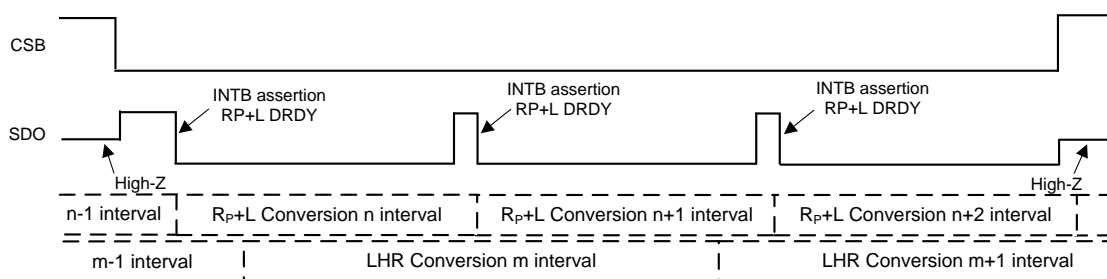 CSB
INTB assertion
RP+L DRDY
INTB assertion
RP+L DRDY
INTB assertion
RP+L DRDY
SDO
High-Z
High-Z
n-1 interval
RP+L Conversion n interval
RP+L Conversion n+1 interval
RP+L Conversion n+2 interval
m-1 interval
LHR Conversion m interval
LHR Conversion m+1 interval